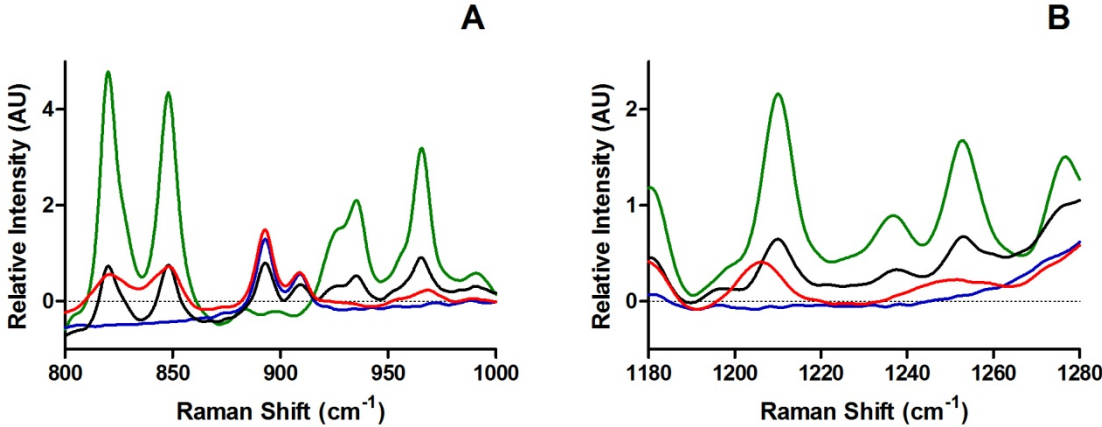 A
Relative Intensity (AU)
4
2
0
800 850 900 950 1000
Raman Shift (cm⁻¹)
B
Relative Intensity (AU)
2
1
0
1180 1200 1220 1240 1260 1280
Raman Shift (cm⁻¹)